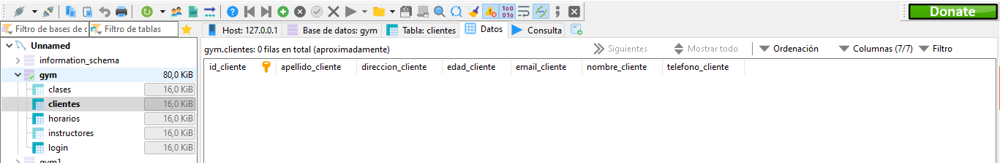 Donate
Filtro de bases de d
Filtro de tablas
Host: 127.0.0.1
Base de datos: gym
Tabla: clientes
Datos
Consulta
Unnamed
information_schema
gym 80,0 KiB
clases 16,0 KiB
clientes 16,0 KiB
horarios 16,0 KiB
instructores 16,0 KiB
login 16,0 KiB
gym1
gym.clientes: 0 filas en total (aproximadamente)
Siguientes
Mostrar todo
Ordenación
Columnas (7/7)
Filtro
id_cliente apellido_cliente direccion_cliente edad_cliente email_cliente nombre_cliente telefono_cliente